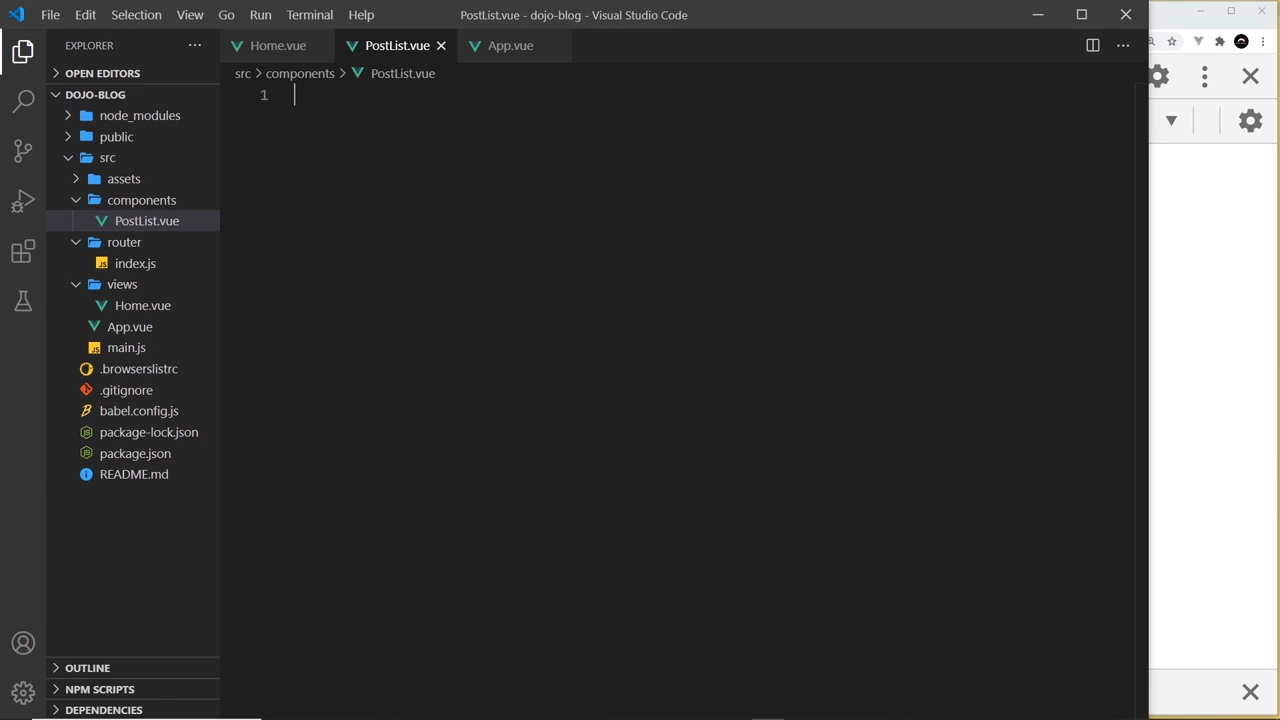 File Edit Selection View Go Run Terminal Help PostList.vue - dojo-blog - Visual Studio Code
EXPLORER
Home.vue PostList.vue App.vue
OPEN EDITORS
src components PostList.vue
DOJO-BLOG
1
node_modules
public
src
assets
components
PostList.vue
router
JS index.js
views
Home.vue
App.vue
JS main.js
.browserslistrc
.gitignore
babel.config.js
package-lock.json
package.json
README.md
OUTLINE
NPM SCRIPTS
DEPENDENCIES